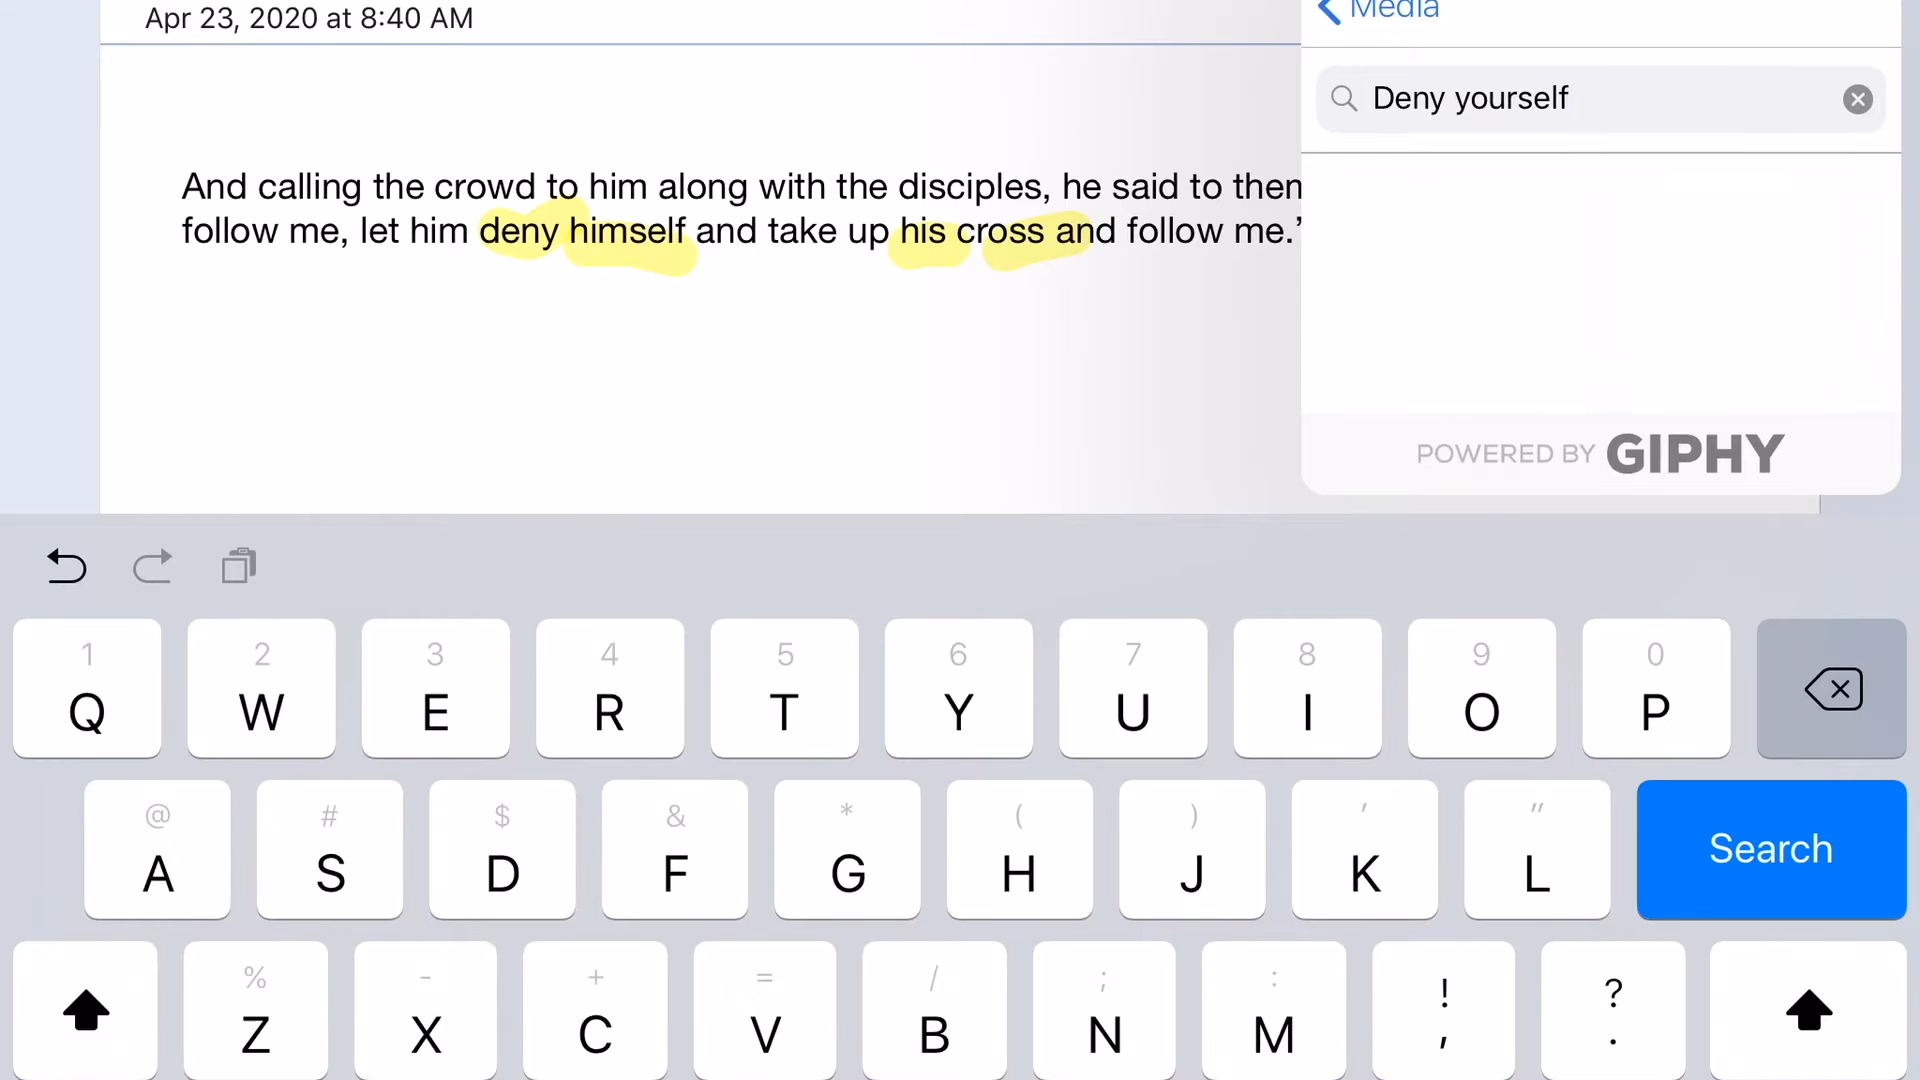 Apr 23, 2020 at 8:40 AM
Media
Deny yourself
And calling the crowd to him along with the disciples, he said to
follow me, let him deny himself and take up his cross and follow me.
POWERED BY GIPHY
1 2 3 4 5 6 7 8 9 0
Q W E R T Y U I O P
@ # $ & * ( ) ' "
A S D F G H J K L
Search
% - + = / ; : ! ?
Z X C V B N M , .